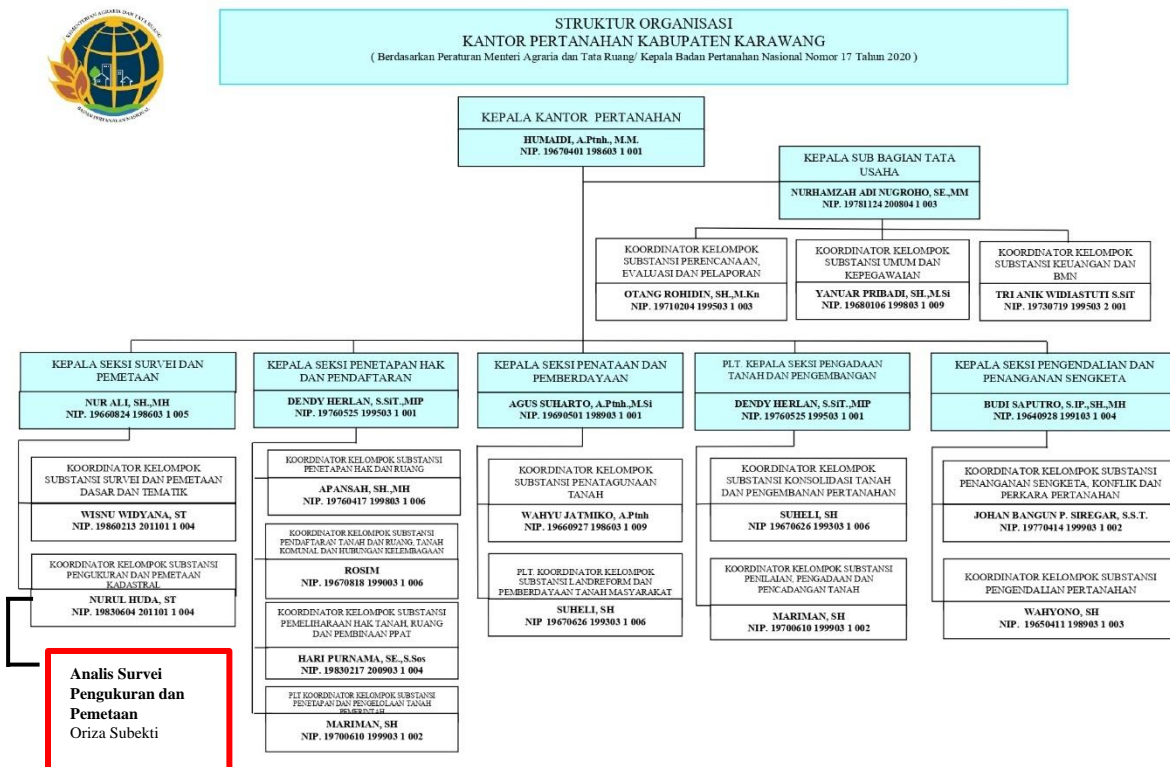 KEMENTERIAN AGRARIA DAN TATA RUANG
BADAN PERTANAHAN NASIONAL
STRUKTUR ORGANISASI
KANTOR PERTANAHAN KABUPATEN KARAWANG
( Berdasarkan Peraturan Menteri Agraria dan Tata Ruang/ Kepala Badan Pertanahan Nasional Nomor 17 Tahun 2020 )
KEPALA KANTOR PERTANAHAN
HUMAIDI, A.Ptnh., M.M.
NIP. 19670401 198603 1 001
KEPALA SUB BAGIAN TATA
USAHA
NURHAMZAH ADI NUGROHO, SE.,MM
NIP. 19781124 200804 1 003
KOORDINATOR KELOMPOK
SUBSTANSI PERENCANAAN,
EVALUASI DAN PELAPORAN
OTANG ROHIDIN, SH.,M.Kn
NIP. 19710204 199503 1 003
KOORDINATOR KELOMPOK
SUBSTANSI UMUM DAN
KEPEGAWAIAN
YANUAR PRIBADI, SH.,M.Si
NIP. 19680106 199803 1 009
KOORDINATOR KELOMPOK
SUBSTANSI KEUANGAN DAN
BMN
TRI ANIK WIDIASTUTI S.SiT
NIP. 19730719 199503 2 001
KEPALA SEKSI SURVEI DAN
PEMETAAN
NUR ALI, SH.,MH
NIP. 19660824 198603 1 005
KOORDINATOR KELOMPOK
SUBSTANSI SURVEI DAN PEMETAAN
DASAR DAN TEMATIK
WISNU WIDYANA, ST
NIP. 19860213 201101 1 004
KOORDINATOR KELOMPOK SUBSTANSI
PENGUKURAN DAN PEMETAAN
KADASTRAL
NURUL HUDA, ST
NIP. 19830604 201101 1 004
Analis Survei
Pengukuran dan
Pemetaan
Oriza Subekti
KEPALA SEKSI PENETAPAN HAK
DAN PENDAFTARAN
DENDY HERLAN, S.SiT.,MIP
NIP. 19760525 199503 1 001
KOORDINATOR KELOMPOK SUBSTANSI
PENETAPAN HAK DAN RUANG
APANSAH, SH.,MH
NIP. 19760417 199803 1 006
KOORDINATOR KELOMPOK SUBSTANSI
PENDAFTARAN TANAH DAN RUANG, TANAH
KOMUNAL DAN HUBUNGAN KELEMBAGAAN
ROSIM
NIP. 19670818 199003 1 006
KOORDINATOR KELOMPOK SUBSTANSI
PEMELIHARAAN HAK TANAH, RUANG
DAN PEMBINAAN PPAT
HARI PURNAMA, SE.,S.Sos
NIP. 19830217 200903 1 004
PLT KOORDINATOR KELOMPOK SUBSTANSI
PENETAPAN DAN PENGELOLAAN TANAH
PEMERINTAH
MARIMAN, SH
NIP. 19700610 199903 1 002
KEPALA SEKSI PENATAAN DAN
PEMBERDAYAAN
AGUS SUHARTO, A.Ptnh.,M.Si
NIP. 19690501 198903 1 001
KOORDINATOR KELOMPOK
SUBSTANSI PENATAGUNAAN
TANAH
WAHYU JATMIKO, A.Ptnh
NIP. 19660927 198603 1 009
PLT. KOORDINATOR KELOMPOK
SUBSTANSI LANDREFORM DAN
PEMBERDAYAAN TANAH MASYARAKAT
SUHELI, SH
NIP. 19670626 199303 1 006
PLT. KEPALA SEKSI PENGADAAN
TANAH DAN PENGEMBANGAN
DENDY HERLAN, S.SiT.,MIP
NIP. 19760525 199503 1 001
KOORDINATOR KELOMPOK
SUBSTANSI KONSOLIDASI TANAH
DAN PENGEMBANAN PERTANAHAN
SUHELI, SH
NIP 19670626 199303 1 006
KOORDINATOR KELOMPOK SUBSTANSI
PENILAIAN, PENGADAAN DAN
PENCADANGAN TANAH
MARIMAN, SH
NIP. 19700610 199903 1 002
KEPALA SEKSI PENGENDALIAN DAN
PENANGANAN SENGKETA
BUDI SAPUTRO, S.IP.,SH.,MH
NIP. 19640928 199103 1 004
KOORDINATOR KELOMPOK SUBSTANSI
PENANGANAN SENGKETA, KONFLIK DAN
PERKARA PERTANAHAN
JOHAN BANGUN P. SIREGAR, S.S.T.
NIP. 19770414 199903 1 002
KOORDINATOR KELOMPOK SUBSTANSI
PENGENDALIAN PERTANAHAN
WAHYONO, SH
NIP. 19650411 198903 1 003